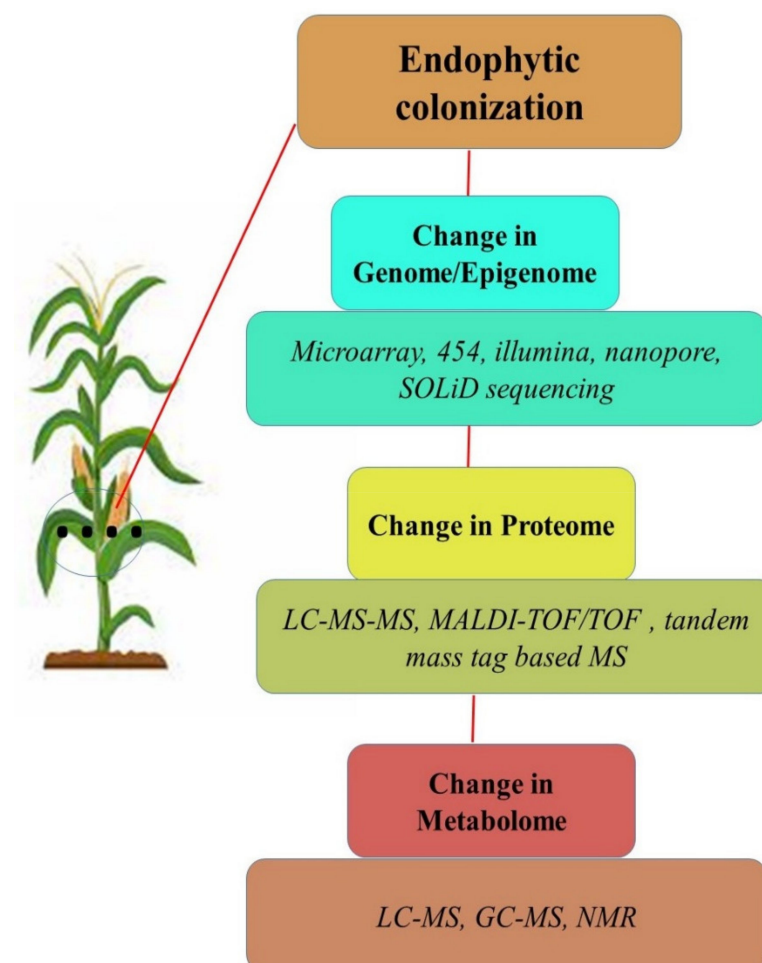 Endophytic
colonization
Change in
Genome/Epigenome
Microarray, 454, illumina, nanopore,
SOLiD sequencing
Change in Proteome
LC-MS-MS, MALDI-TOF/TOF , tandem
mass tag based MS
Change in
Metabolome
LC-MS, GC-MS, NMR